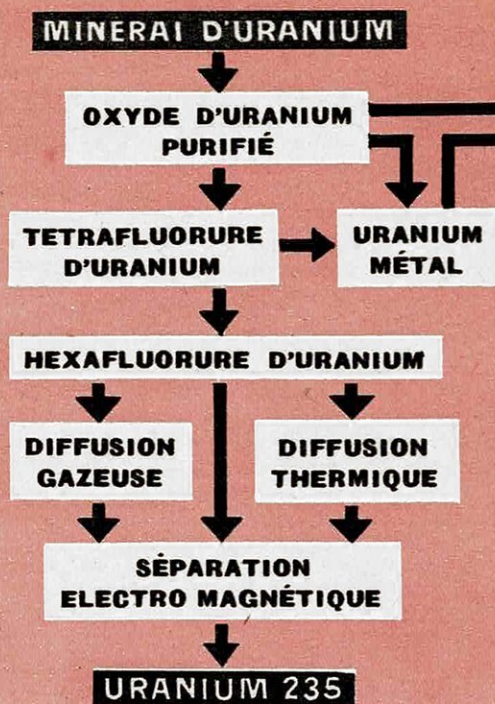 MINERAI D'URANIUM
OXYDE D'URANIUM
PURIFIÉ
TETRAFLUORURE
D'URANIUM
URANIUM
MÉTAL
HEXAFLUORURE D'URANIUM
DIFFUSION
GAZEUSE
DIFFUSION
THERMIQUE
SÉPARATION
ELECTRO MAGNÉTIQUE
URANIUM 235